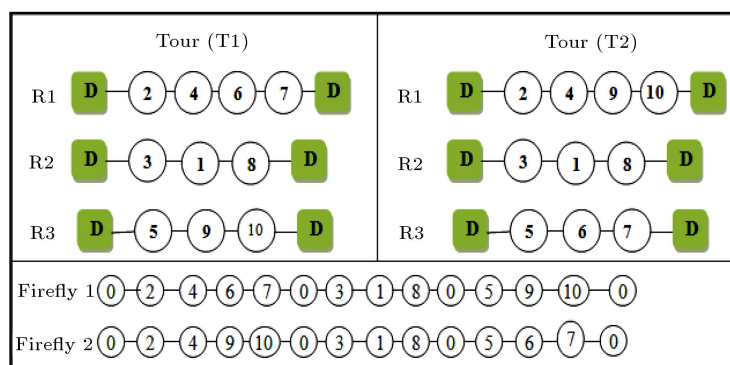 Tour (T1)
R1 D 2 4 6 7 D
R2 D 3 1 8 D
R3 D 5 9 10 D
Tour (T2)
R1 D 2 4 9 10 D
R2 D 3 1 8 D
R3 D 5 6 7 D
Firefly 1 0 2 4 6 7 0 3 1 8 0 5 9 10 0
Firefly 2 0 2 4 9 10 0 3 1 8 0 5 6 7 0